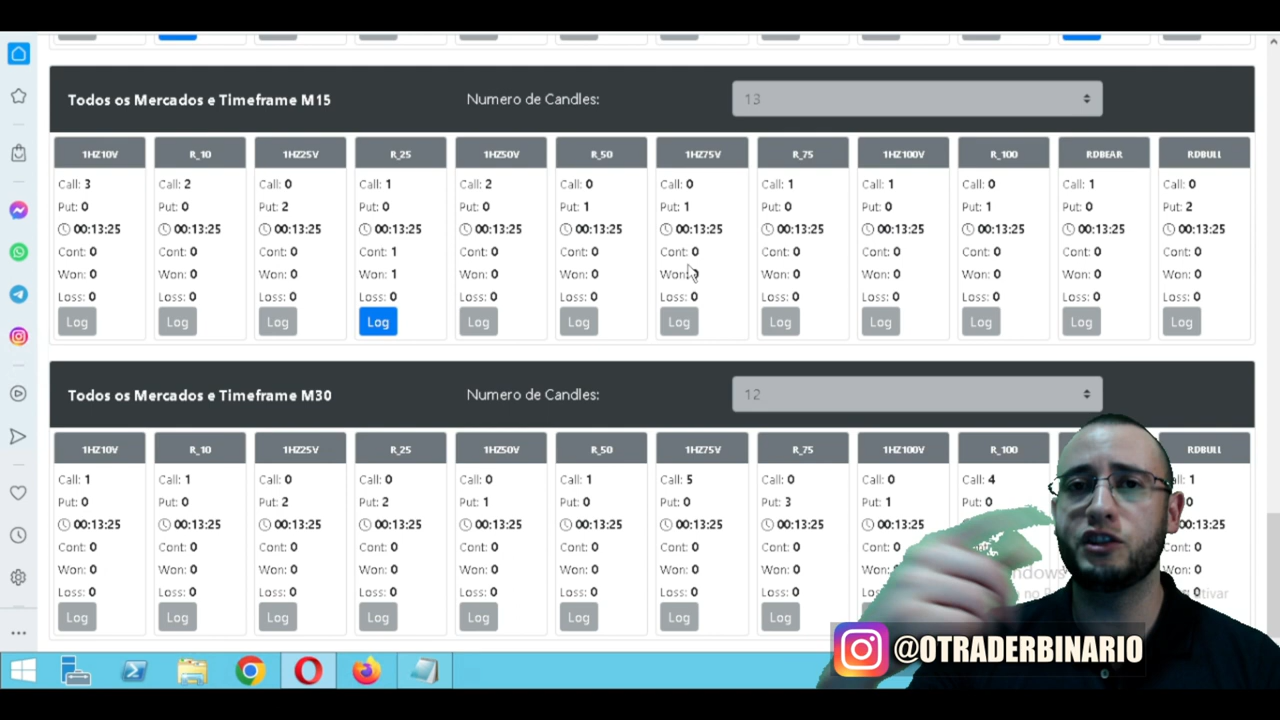 Todos os Mercados e Timeframe M15 Numero de Candles: 13
1HZ10V R_10 1HZ25V R_25 1HZ50V R_50 1HZ75V R_75 1HZ100V R_100 RDBEAR RDBULL
Call: 3 Call: 2 Call: 0 Call: 1 Call: 2 Call: 0 Call: 0 Call: 1 Call: 1 Call: 0 Call: 1 Call: 0
Put: 0 Put: 0 Put: 2 Put: 0 Put: 0 Put: 1 Put: 1 Put: 0 Put: 0 Put: 1 Put: 0 Put: 2
00:13:25 00:13:25 00:13:25 00:13:25 00:13:25 00:13:25 00:13:25 00:13:25 00:13:25 00:13:25 00:13:25 00:13:25
Cont: 0 Cont: 0 Cont: 0 Cont: 1 Cont: 0 Cont: 0 Cont: 0 Cont: 0 Cont: 0 Cont: 0 Cont: 0 Cont: 0
Won: 0 Won: 0 Won: 0 Won: 1 Won: 0 Won: 0 Won: Won: 0 Won: 0 Won: 0 Won: 0 Won: 0
Loss: 0 Loss: 0 Loss: 0 Loss: 0 Loss: 0 Loss: 0 Loss: 0 Loss: 0 Loss: 0 Loss: 0 Loss: 0 Loss: 0
Log Log Log Log Log Log Log Log Log Log Log Log
Todos os Mercados e Timeframe M30 Numero de Candles: 12
1HZ10V R_10 1HZ25V R_25 1HZ50V R_50 1HZ75V R_75 1HZ100V R_100 RDBULL
Call: 1 Call: 1 Call: 0 Call: 0 Call: 0 Call: 1 Call: 5 Call: 0 Call: 0 Call: 4 all: 1
Put: 0 Put: 0 Put: 2 Put: 2 Put: 1 Put: 0 Put: 0 Put: 3 Put: 1 Put: 0 0
00:13:25 00:13:25 00:13:25 00:13:25 00:13:25 00:13:25 00:13:25 00:13:25 00:13:25 00:13:25
Cont: 0 Cont: 0 Cont: 0 Cont: 0 Cont: 0 Cont: 0 Cont: 0 Cont: 0 Cont: 0
Won: 0 Won: 0 Won: 0 Won: 0 Won: 0 Won: 0 Won: 0 Won: 0
Loss: 0 Loss: 0 Loss: 0 Loss: 0 Loss: 0 Loss: 0 Loss: 0 Loss: 0
Log Log Log Log Log Log Log Log
@OTRADERBINARIO